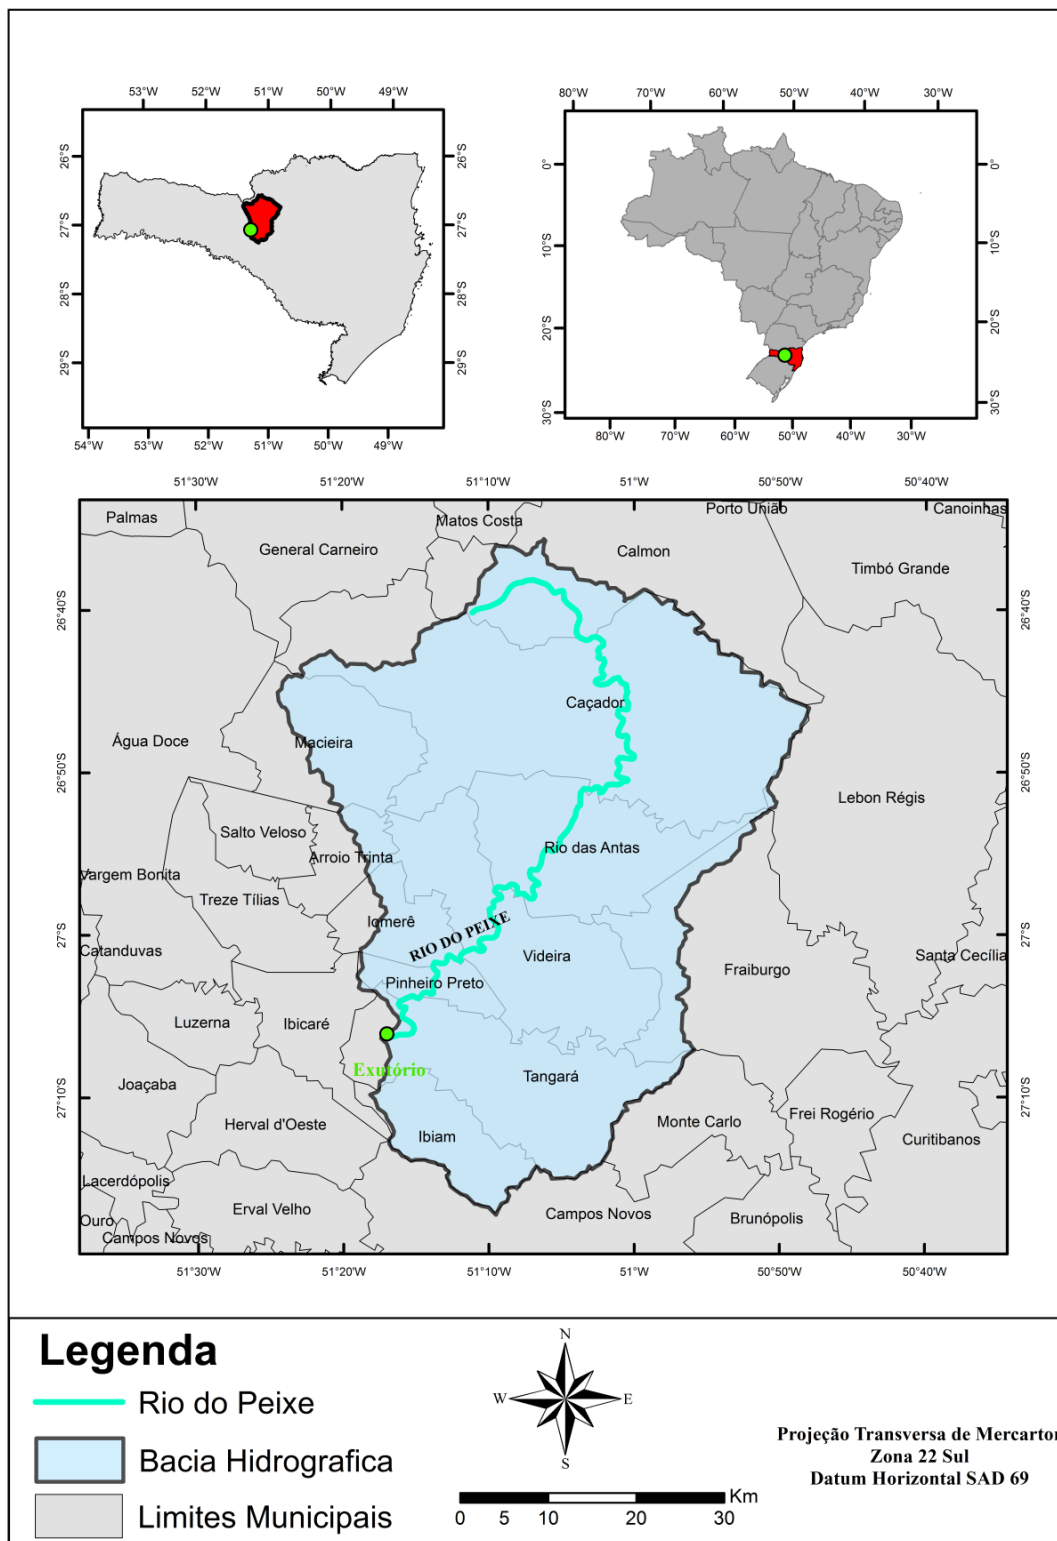 53°W 52°W 51°W 50°W 49°W
26°S 26°S
27°S 27°S
28°S 28°S
29°S 29°S
54°W 53°W 52°W 51°W 50°W 49°W
80°W 70°W 60°W 50°W 40°W 30°W
0° 0°
10°S 10°S
20°S 20°S
30°S 30°S
80°W 70°W 60°W 50°W 40°W 30°W
51°30'W 51°20'W 51°10'W 51°W 50°50'W 50°40'W
Palmas
Matos Costa
Porto União
Canoinhas
General Carneiro
Calmon
Timbó Grande
26°40'S 26°40'S
Caçador
Água Doce
Macieira
26°50'S 26°50'S
Lebon Régis
Salto Veloso
Rio das Antas
Arroio Trinta
Vargem Bonita
Treze Tílias
Iomerê
RIO DO PEIXE
27°S 27°S
Catanduvas
Videira
Santa Cecília
Fraiburgo
Pinheiro Preto
Luzerna
Ibicaré
Exutório
Tangará
Joaçaba
27°10'S 27°10'S
Herval d'Oeste
Monte Carlo
Frei Rogério
Ibiam
Curitibanos
Lacerdópolis
Erval Velho
Campos Novos
Brunópolis
Ouro
Campos Novos
51°30'W 51°20'W 51°10'W 51°W 50°50'W 50°40'W
Legenda
Rio do Peixe
Bacia Hidrografica
Limites Municipais
N
W E
S
Km
0 5 10 20 30
Projeção Transversa de Mercartor
Zona 22 Sul
Datum Horizontal SAD 69